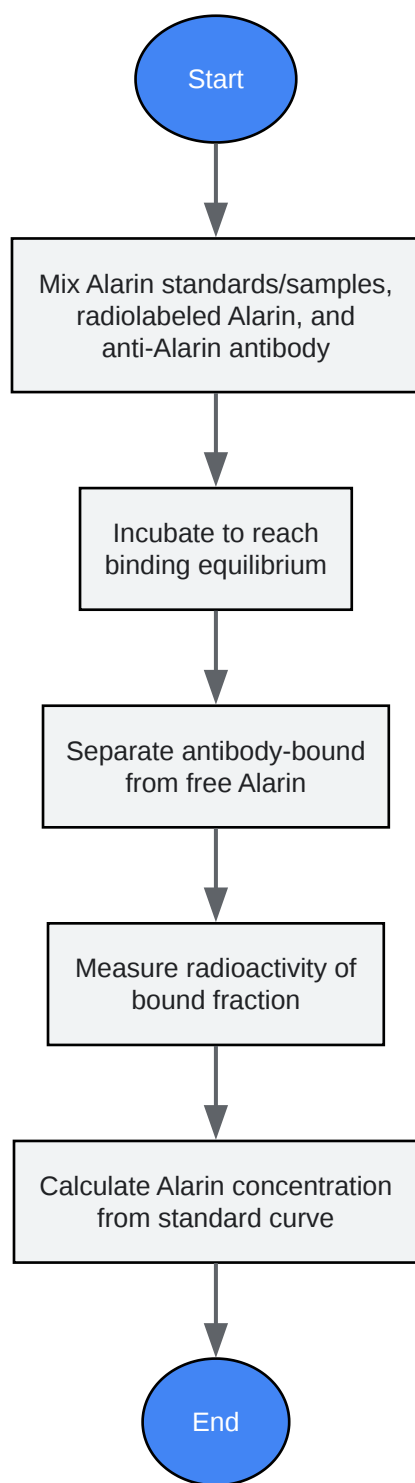 Start
Mix Alarin standards/samples,
radiolabeled Alarin, and
anti-Alarin antibody
Incubate to reach
binding equilibrium
Separate antibody-bound
from free Alarin
Measure radioactivity of
bound fraction
Calculate Alarin concentration
from standard curve
End